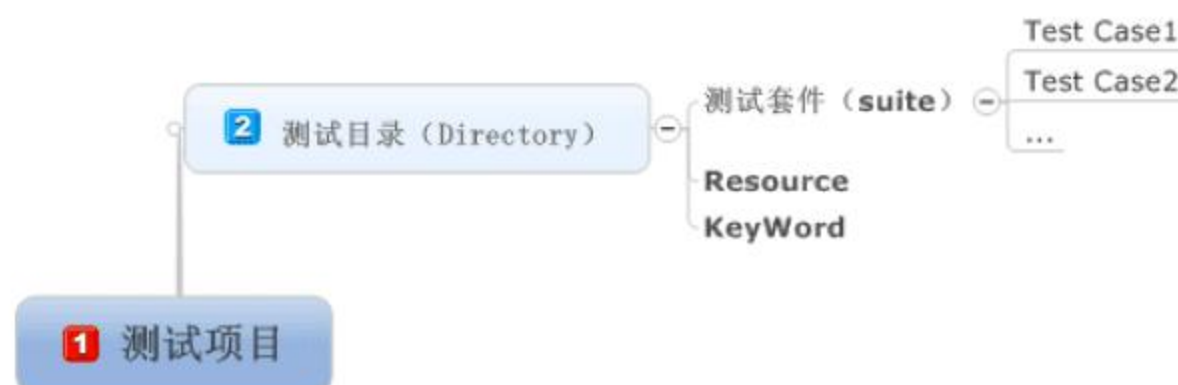 Test Case1
测试套件（suite）
Test Case2
...
2 测试目录（Directory）
Resource
KeyWord
1 测试项目